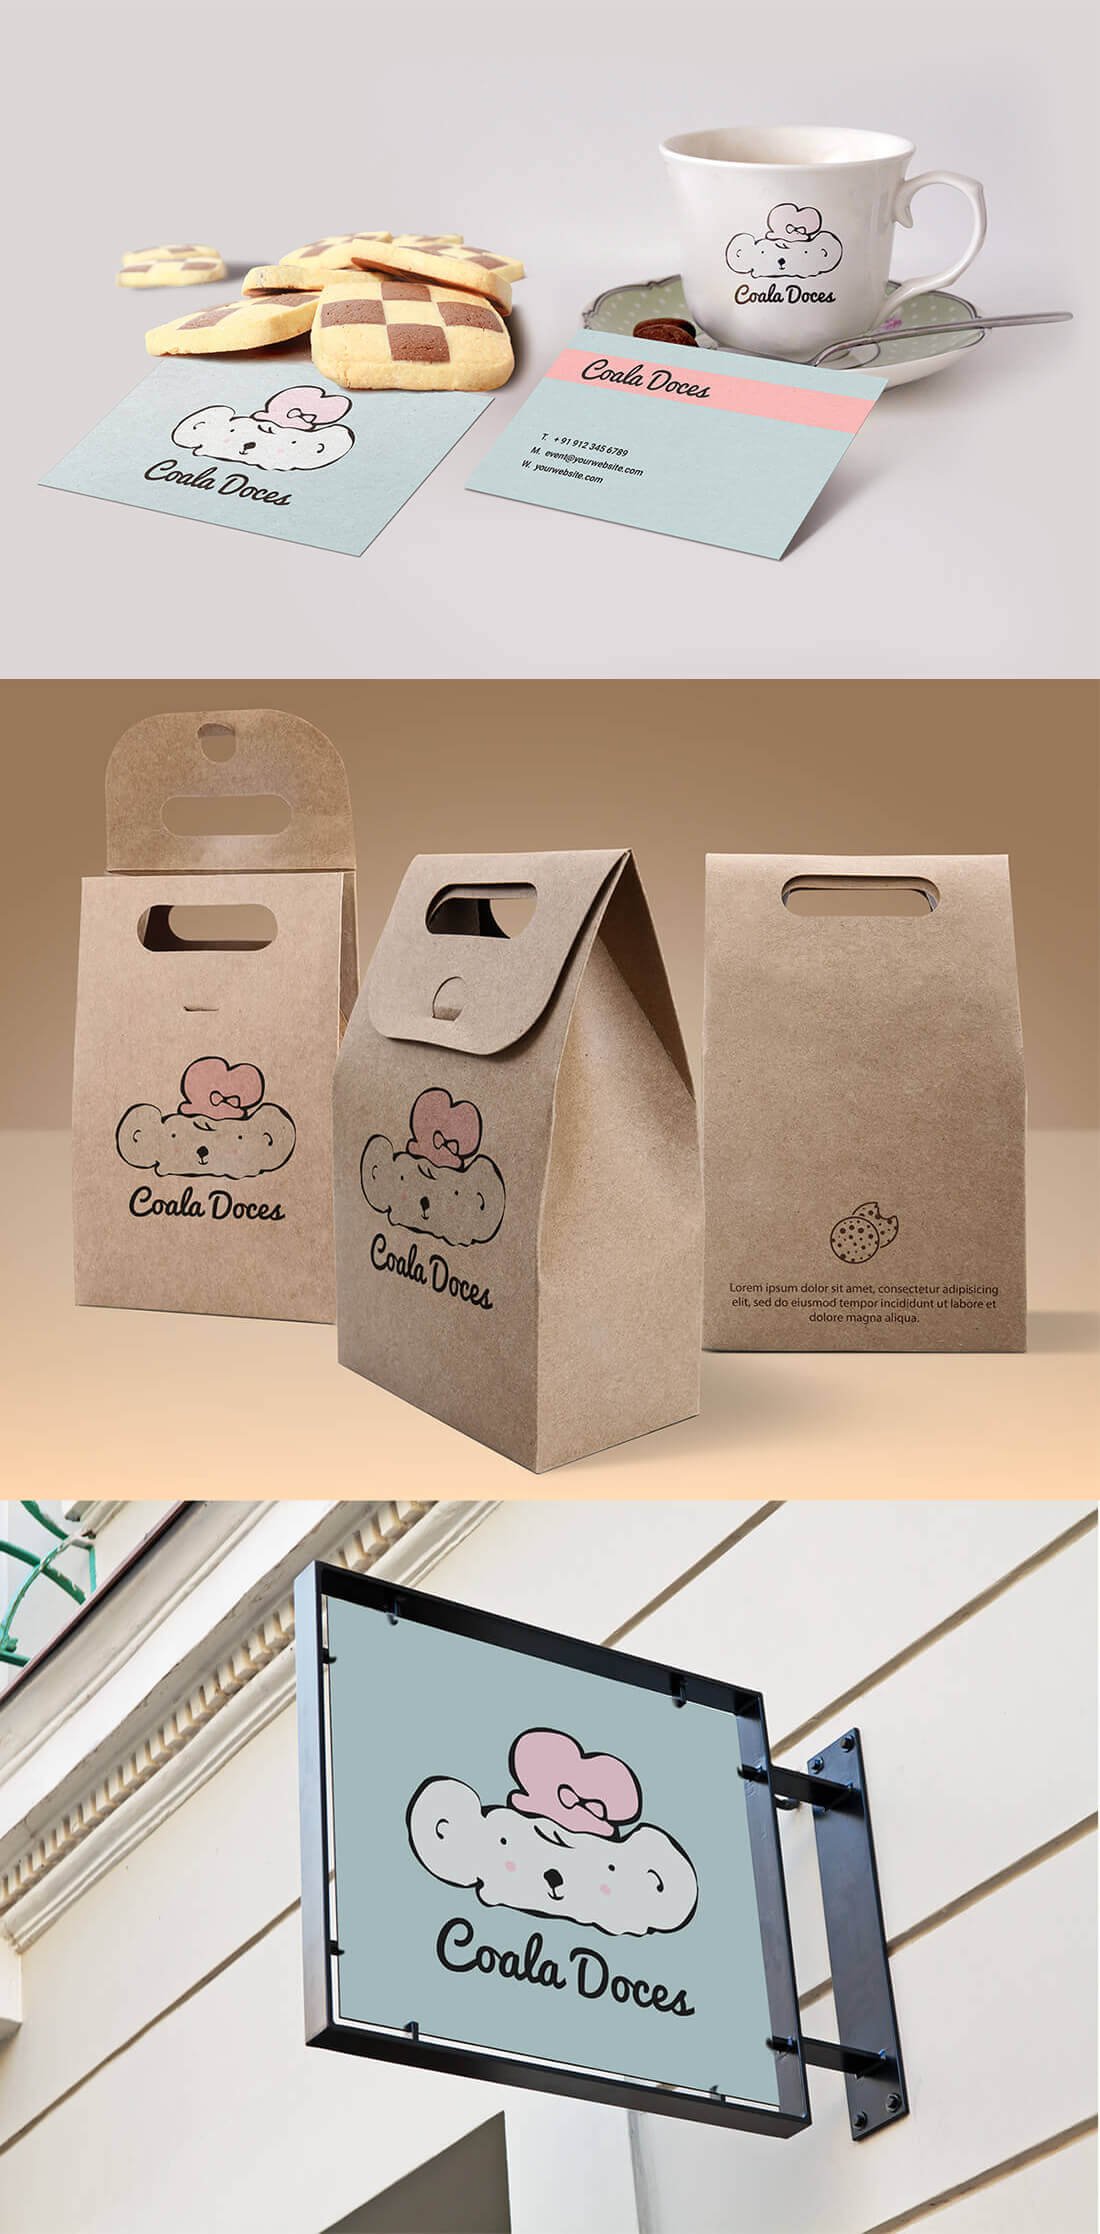 Coala Doces
Coala Doces
T. + 91 912 345 6789
M. event@yourwebsite.com
W. yourwebsite.com
Coala Doces
Coala Doces
Coala Doces
Lorem ipsum dolor sit amet, consectetur adipisicing
elit, sed do eiusmod tempor incididunt ut labore et
dolore magna aliqua.
Coala Doces